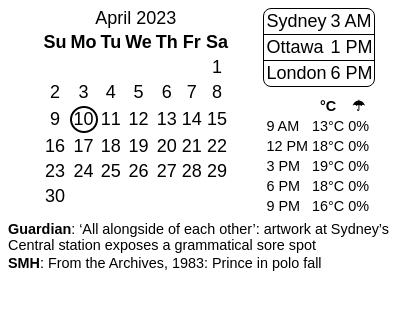 April 2023
Su Mo Tu We Th Fr Sa
1
2 3 4 5 6 7 8
9 10 11 12 13 14 15
16 17 18 19 20 21 22
23 24 25 26 27 28 29
30
Sydney 3 AM
Ottawa 1 PM
London 6 PM
°C ☂
9 AM 13°C 0%
12 PM 18°C 0%
3 PM 19°C 0%
6 PM 18°C 0%
9 PM 16°C 0%
Guardian: ‘All alongside of each other’: artwork at Sydney’s
Central station exposes a grammatical sore spot
SMH: From the Archives, 1983: Prince in polo fall